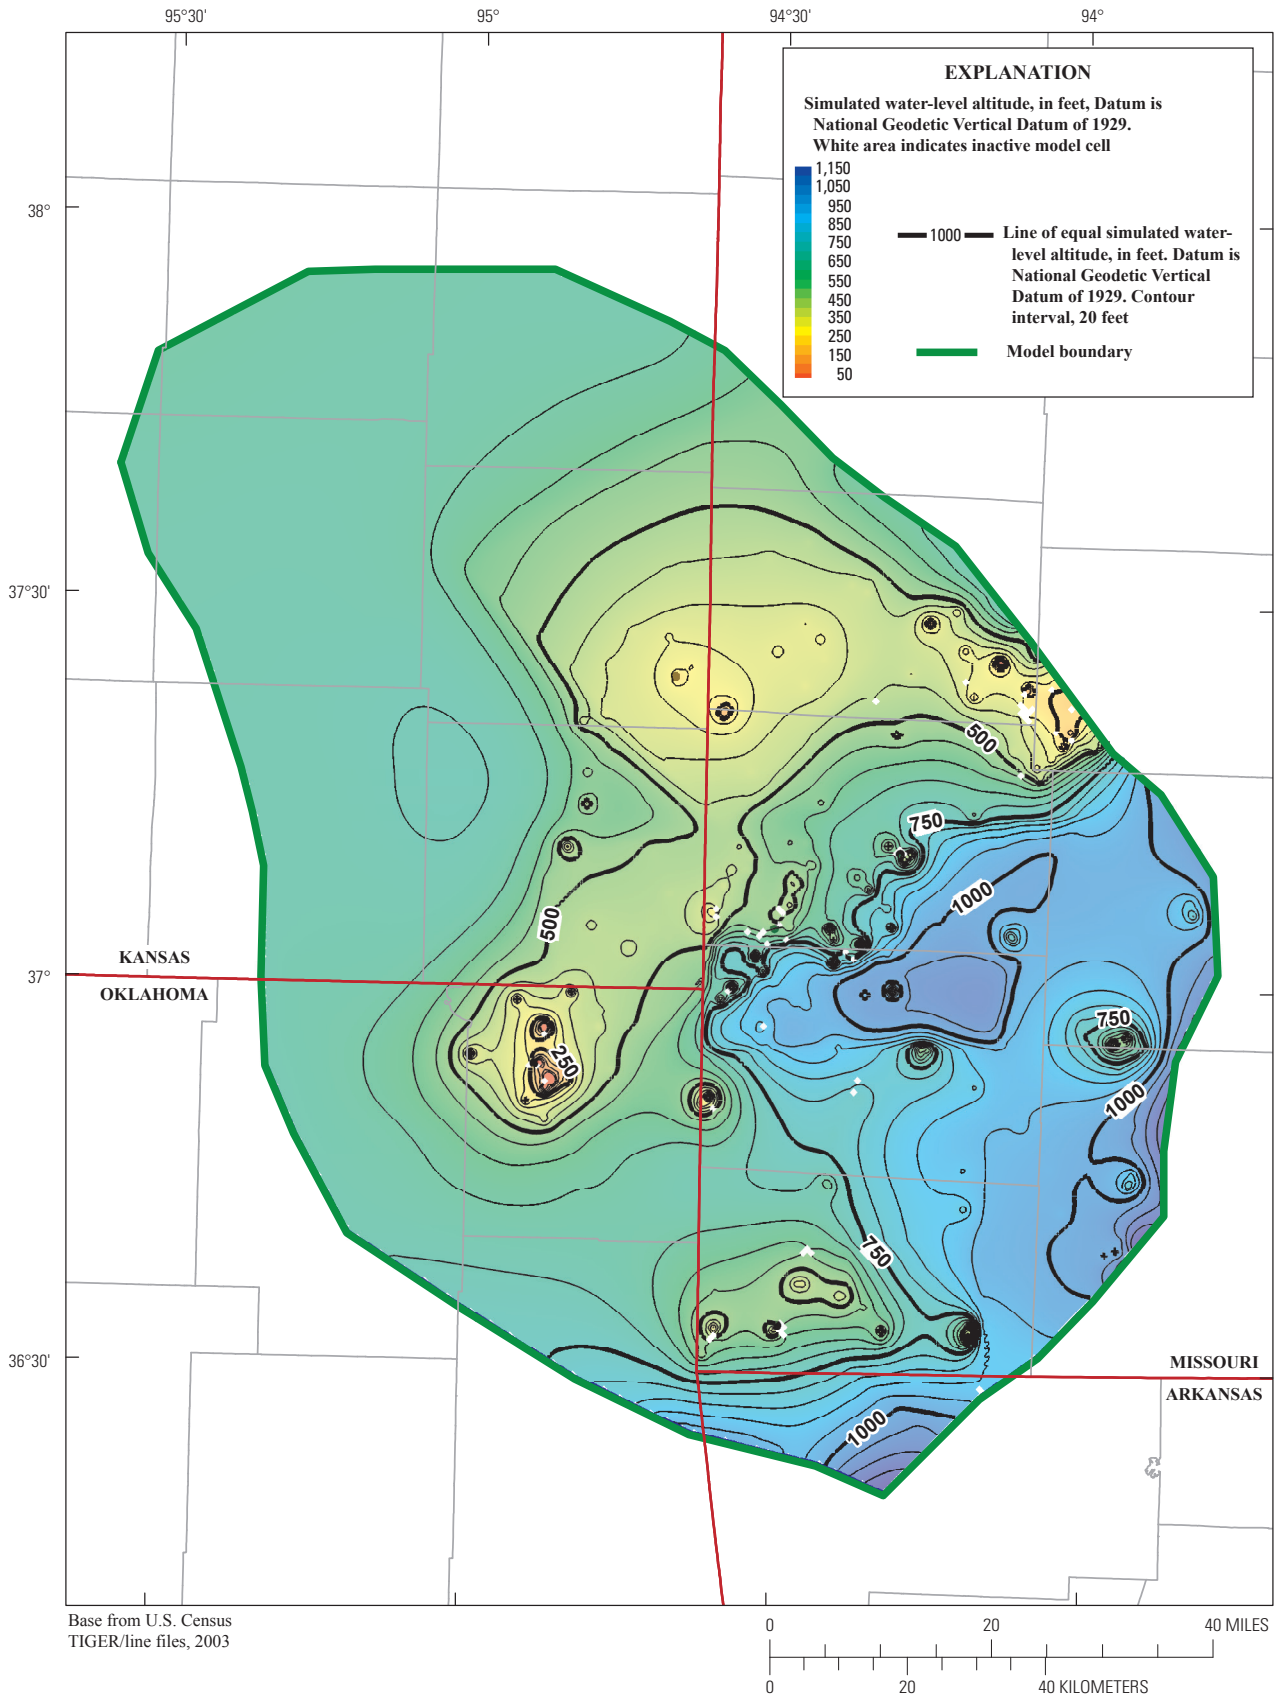 95°30'
95°
94°30'
94°
EXPLANATION
Simulated water-level altitude, in feet, Datum is
National Geodetic Vertical Datum of 1929.
White area indicates inactive model cell
1,150
1,050
950
850
750
650
550
450
350
250
150
50
1000
Line of equal simulated water-
level altitude, in feet. Datum is
National Geodetic Vertical
Datum of 1929. Contour
interval, 20 feet
Model boundary
38°
37°30'
37°
36°30'
500
750
1000
500
750
250
1000
750
1000
KANSAS
OKLAHOMA
MISSOURI
ARKANSAS
Base from U.S. Census
TIGER/line files, 2003
0 20 40 MILES
0 20 40 KILOMETERS